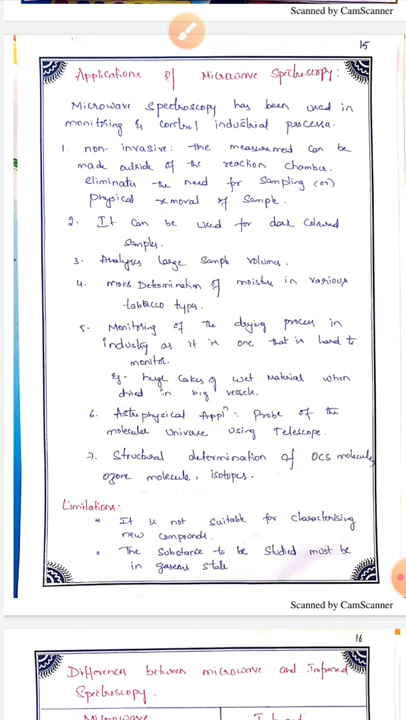 Scanned by CamScanner
15
Applications of Microwave Spectroscopy:
Microwave Spectroscopy has been used in
monitoring & control industrial process.
1. non-invasive: the measurement can be
made outside of the reaction chamber.
eliminates the need for sampling (or)
physical removal of sample.
2. It can be used for dark coloured
samples.
3. Analyses large sample volumes.
4. Determination of moisture in various
tobacco types.
5. Monitoring of the drying process in
industry as it is one that is hard to
monitor.
Eg:- huge cakes of wet material when
dried in big vessels.
6. Astrophysical Appln: Probe of the
molecular universe using Telescope.
7. Structural determination of OCS molecule,
ozone molecule, isotopes.
Limitations:
* It is not suitable for characterising
new compounds.
• The substance to be studied must be
in gaseous state
Scanned by CamScanner
16
Differences between microwave and Infrared
Spectroscopy.
Microwave